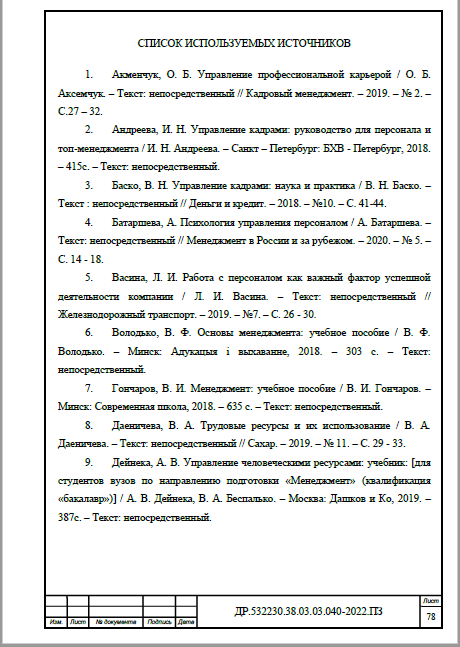 СПИСОК ИСПОЛЬЗУЕМЫХ ИСТОЧНИКОВ
1. Акменчук, О. Б. Управление профессиональной карьерой / О. Б.
Аксемчук. – Текст: непосредственный // Кадровый менеджмент. – 2019. – № 2. –
С.27 – 32.
2. Андреева, И. Н. Управление кадрами: руководство для персонала и
топ-менеджмента / И. Н. Андреева. – Санкт – Петербург: БХВ - Петербург, 2018.
– 415с. – Текст: непосредственный.
3. Баско, В. Н. Управление кадрами: наука и практика / В. Н. Баско. –
Текст : непосредственный // Деньги и кредит. – 2018. – №10. – С. 41-44.
4. Батаршева, А. Психология управления персоналом / А. Батаршева. –
Текст: непосредственный // Менеджмент в России и за рубежом. – 2020. – № 5. –
С. 14 - 18.
5. Васина, Л. И. Работа с персоналом как важный фактор успешной
деятельности компании / Л. И. Васина. – Текст: непосредственный //
Железнодорожный транспорт. – 2019. – №7. – С. 26 - 30.
6. Володько, В. Ф. Основы менеджмента: учебное пособие / В. Ф.
Володько. – Минск: Адукацыя і выхаванне, 2018. – 303 с. – Текст:
непосредственный.
7. Гончаров, В. И. Менеджмент: учебное пособие / В. И. Гончаров. –
Минск: Современная школа, 2018. – 635 с. – Текст: непосредственный.
8. Даеничева, В. А. Трудовые ресурсы и их использование / В. А.
Даеничева. – Текст: непосредственный // Сахар. – 2019. – № 11. – С. 29 - 33.
9. Дейнека, А. В. Управление человеческими ресурсами: учебник: [для
студентов вузов по направлению подготовки «Менеджмент» (квалификация
«бакалавр»)] / А. В. Дейнека, В. А. Беспалько. – Москва: Дашков и Ко, 2019. –
387с. – Текст: непосредственный.
ДР.532230.38.03.03.040-2022.ПЗ
Лист
78
Изм. Лист № документа Подпись Дата